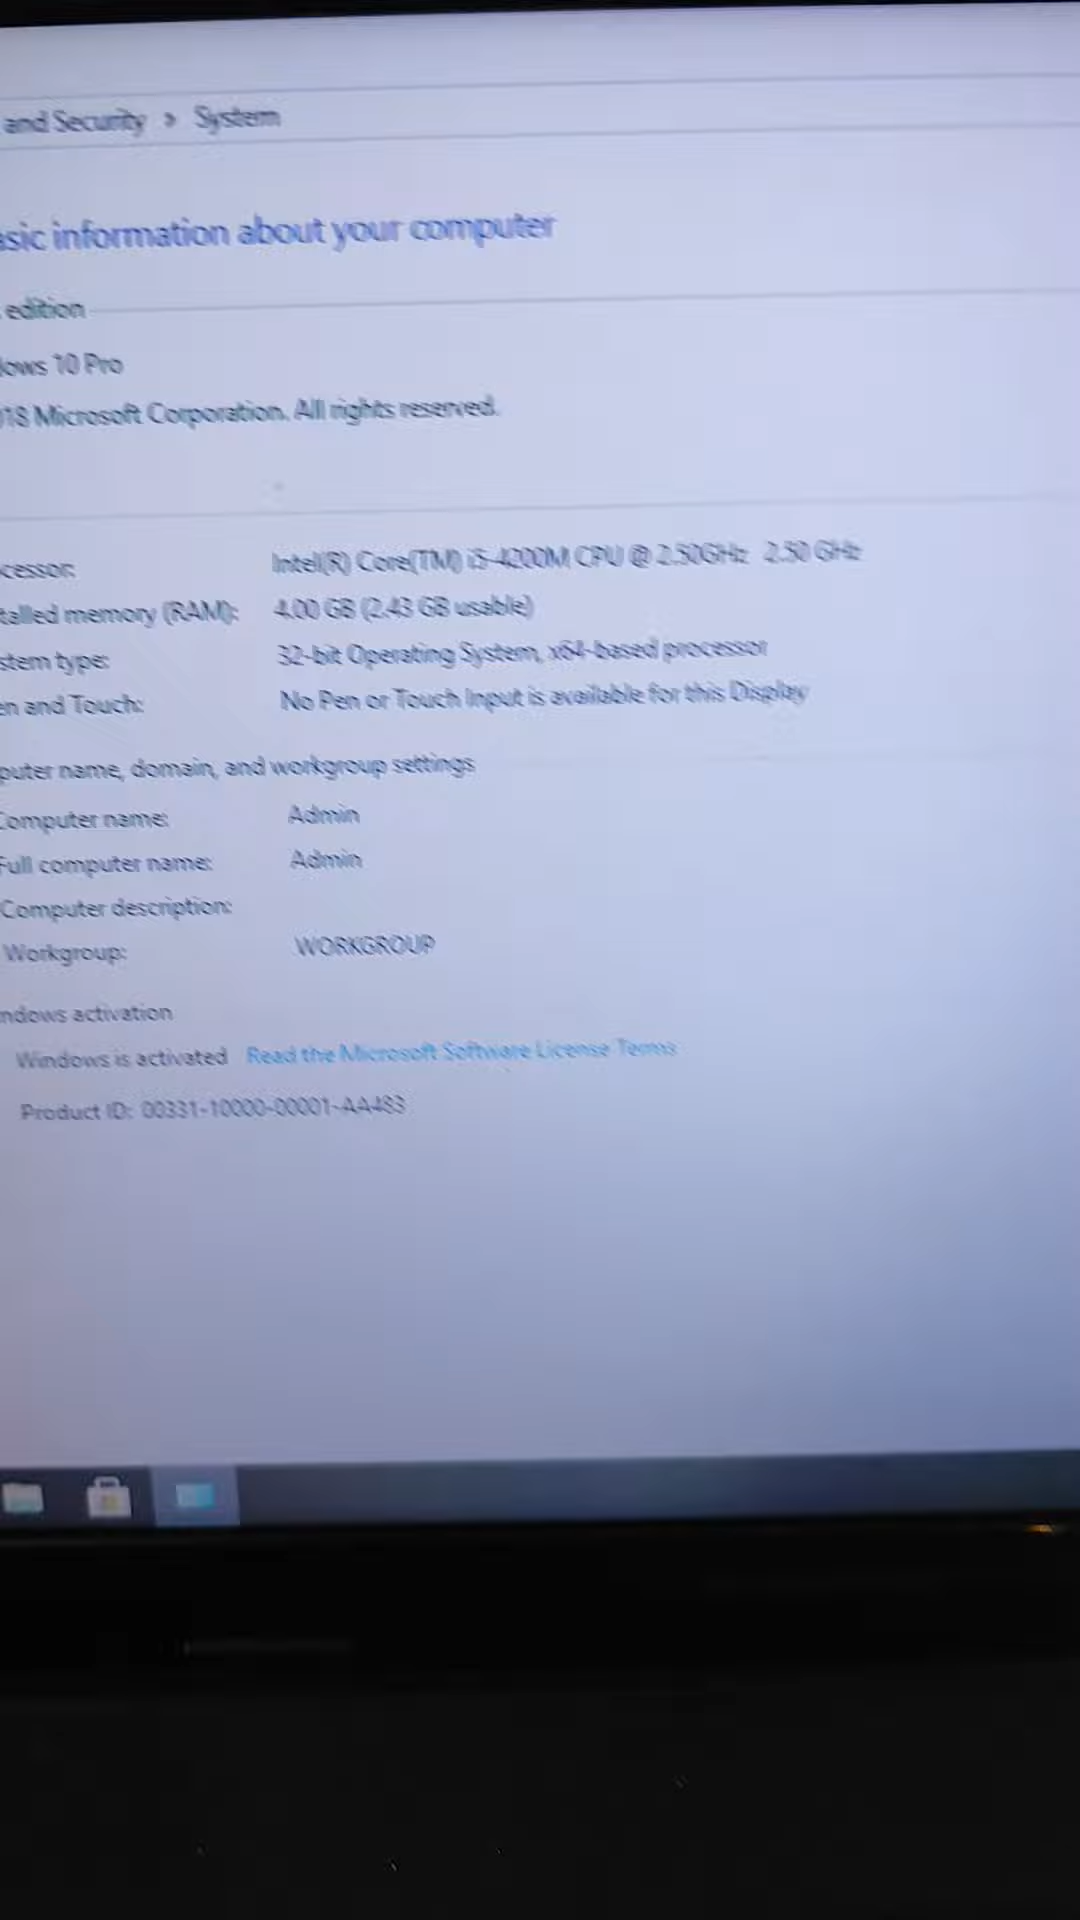 and Security > System
asic information about your computer
edition
dows 10 Pro
018 Microsoft Corporation. All rights reserved.
cessor: Intel(R) Core(TM) i5-4200M CPU @ 2.50GHz 2.50 GHz
talled memory (RAM): 4.00 GB (2.43 GB usable)
stem type: 32-bit Operating System, x64-based processor
en and Touch: No Pen or Touch Input is available for this Display
puter name, domain, and workgroup settings
Computer name: Admin
Full computer name: Admin
Computer description:
Workgroup: WORKGROUP
ndows activation
Windows is activated Read the Microsoft Software License Terms
Product ID: 00331-10000-00001-AA483